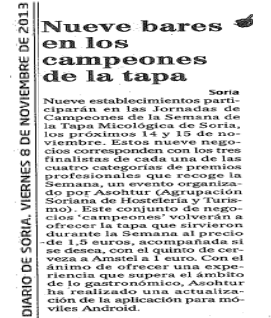 DIARIO DE SORIA. VIERNES 8 DE NOVIEMBRE DE 2013
Nueve bares
en los
campeones
de la tapa
Soria
Nueve establecimientos parti-
ciparán en las Jornadas de
Campeones de la Semana de
la Tapa Micológica de Soria,
los próximos 14 y 15 de no-
viembre. Estos nueve nego-
cios corresponden con los tres
finalistas de cada una de las
cuatro categorías de premios
profesionales que recoge la
Semana, un evento organiza-
do por Asohtur (Agrupación
Soriana de Hostelería y Turis-
mo). Este conjunto de nego-
cios 'campeones' volverán a
ofrecer la tapa que sirvieron
durante la Semana al precio
de 1,5 euros, acompañada si
se desea, con el quinto de cer-
veza a Amstel a 1 euro. Con el
ánimo de ofrecer una expe-
riencia que supera el ámbito
de lo gastronómico, Asohtur
ha realizado una actualiza-
ción de la aplicación para mó-
viles Android.